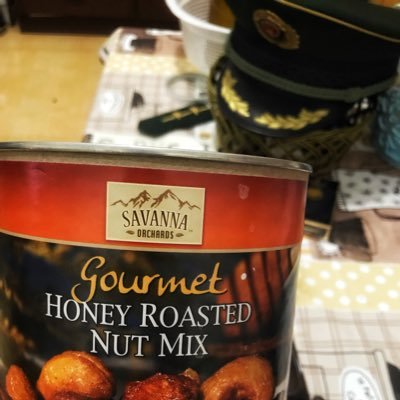 SAVANNA
ORCHARDS
Gourmet
HONEY ROASTED
NUT MIX